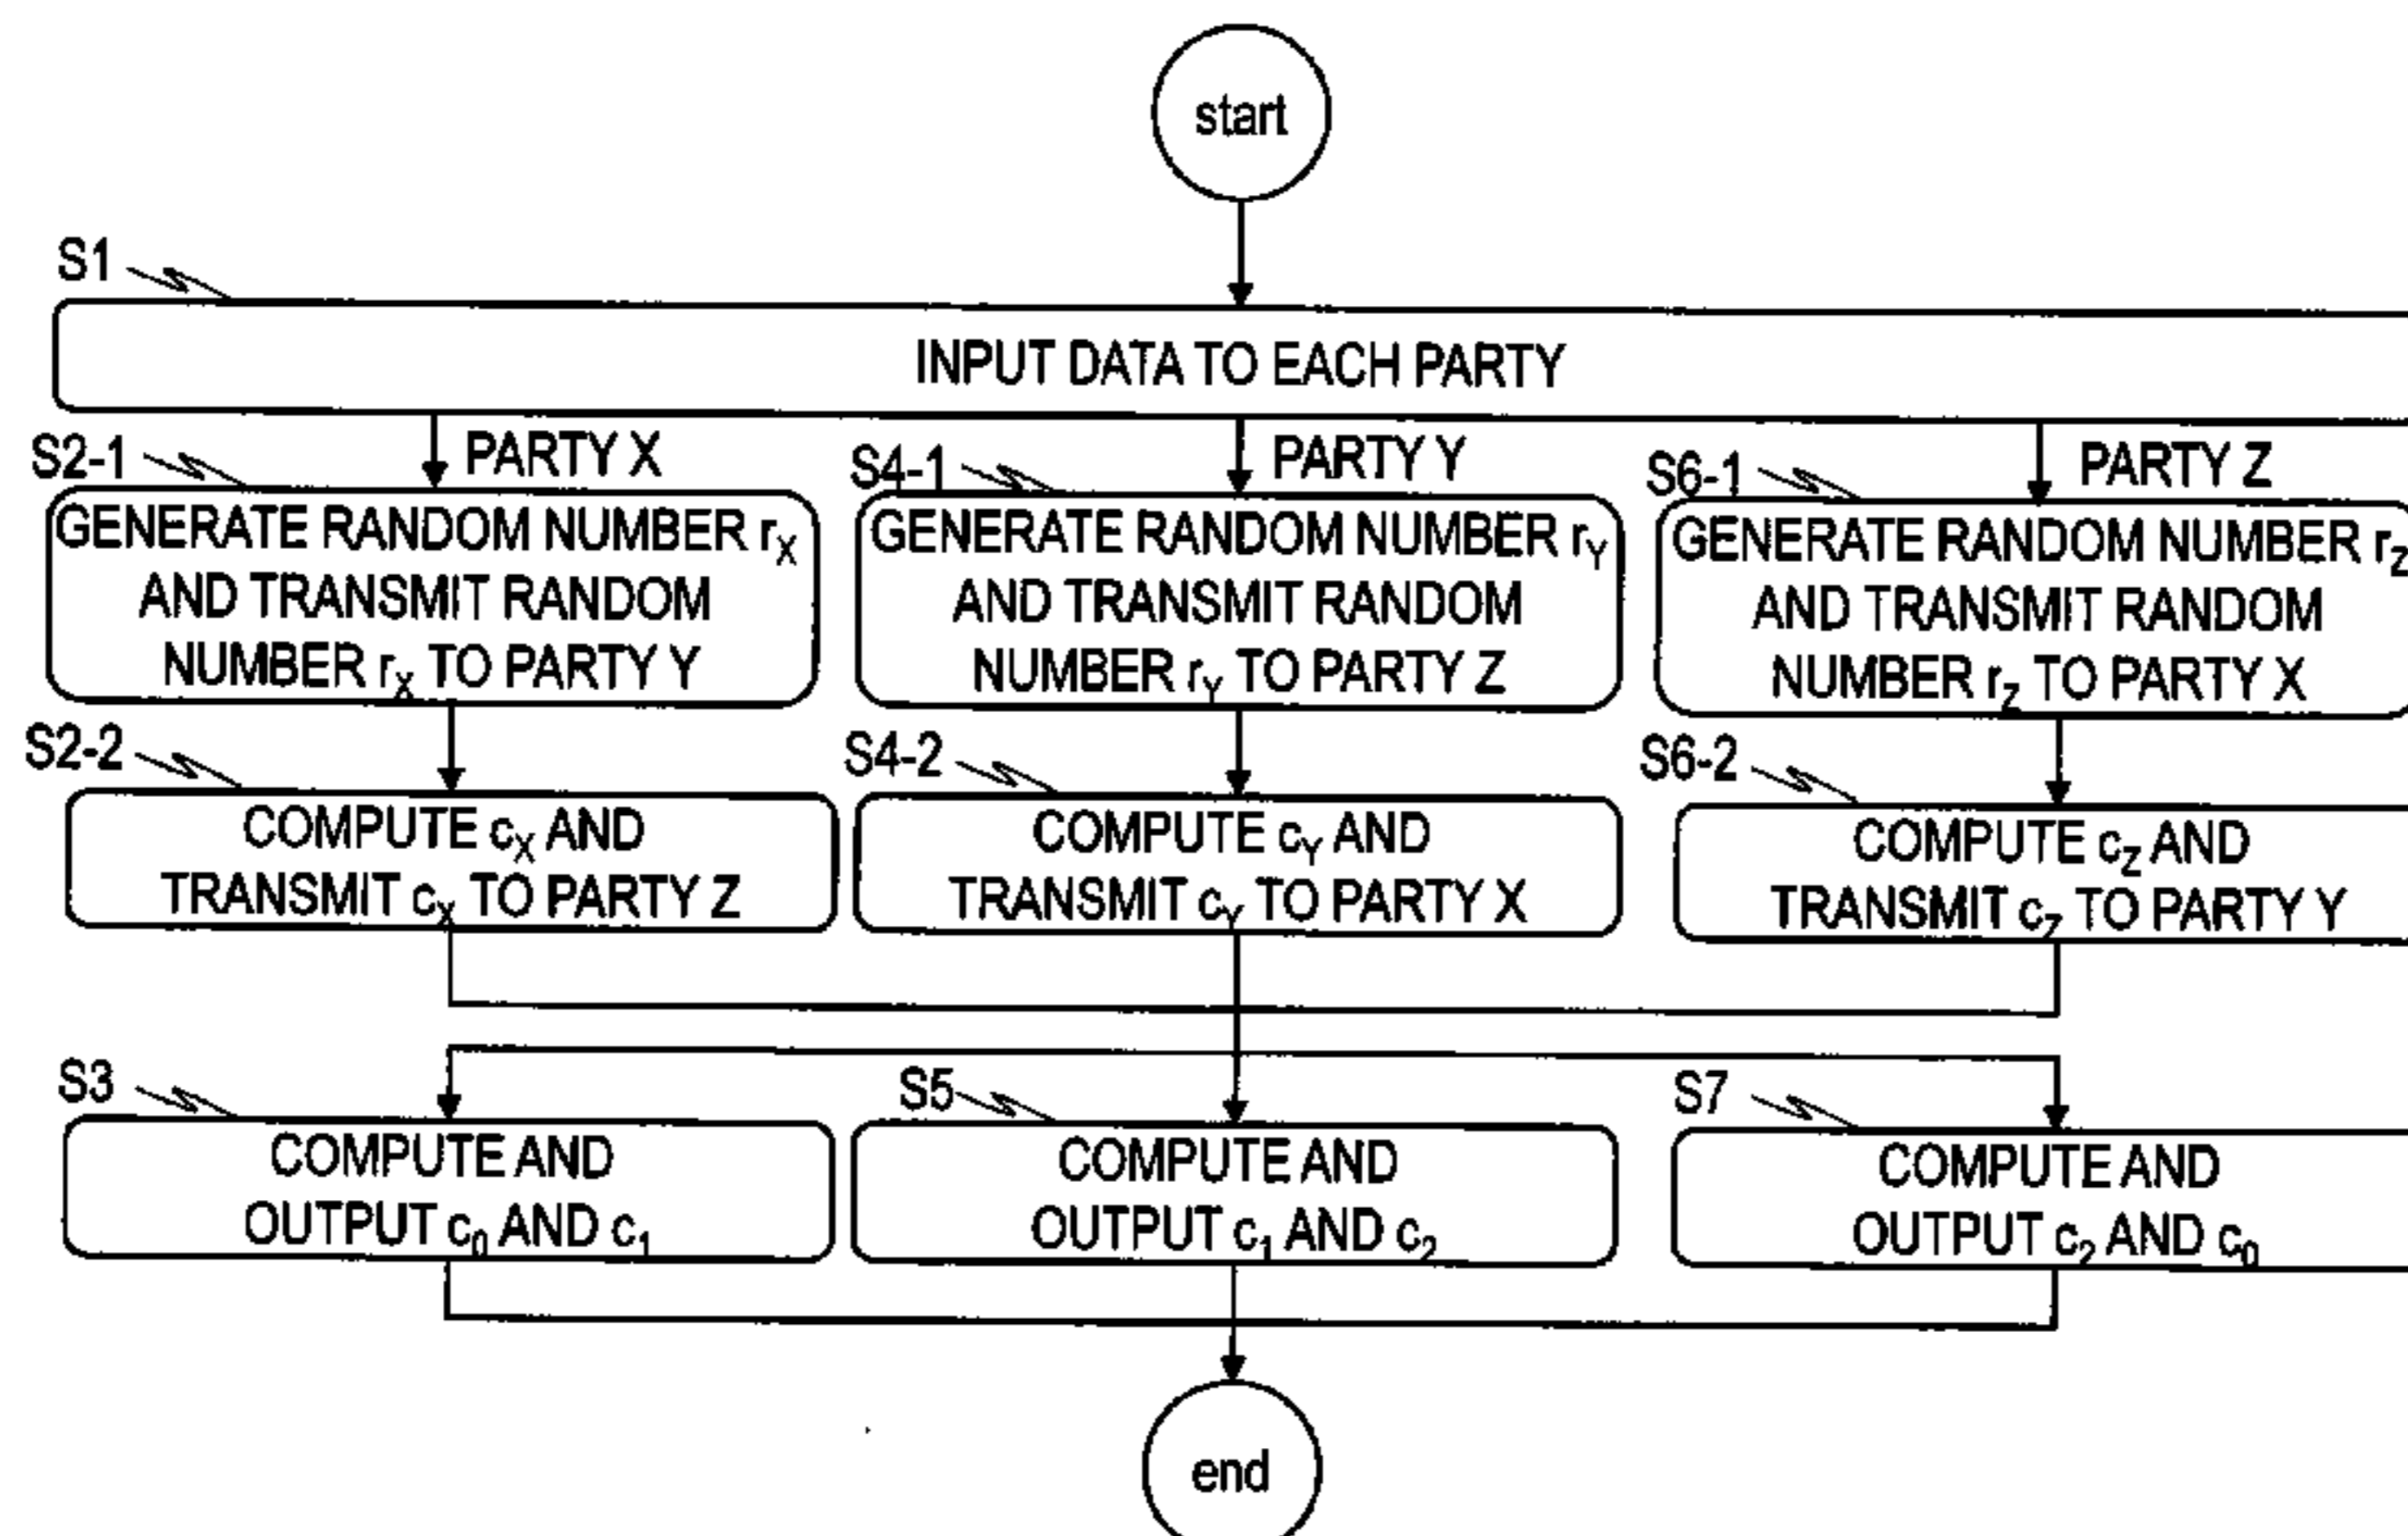 start
S1
INPUT DATA TO EACH PARTY
S2-1
PARTY X
GENERATE RANDOM NUMBER rX
AND TRANSMIT RANDOM
NUMBER rX TO PARTY Y
S4-1
PARTY Y
GENERATE RANDOM NUMBER rY
AND TRANSMIT RANDOM
NUMBER rY TO PARTY Z
S6-1
PARTY Z
GENERATE RANDOM NUMBER rZ
AND TRANSMIT RANDOM
NUMBER rZ TO PARTY X
S2-2
COMPUTE cX AND
TRANSMIT cX TO PARTY Z
S4-2
COMPUTE cY AND
TRANSMIT cY TO PARTY X
S6-2
COMPUTE cZ AND
TRANSMIT cZ TO PARTY Y
S3
COMPUTE AND
OUTPUT c0 AND c1
S5
COMPUTE AND
OUTPUT c1 AND c2
S7
COMPUTE AND
OUTPUT c2 AND c0
end